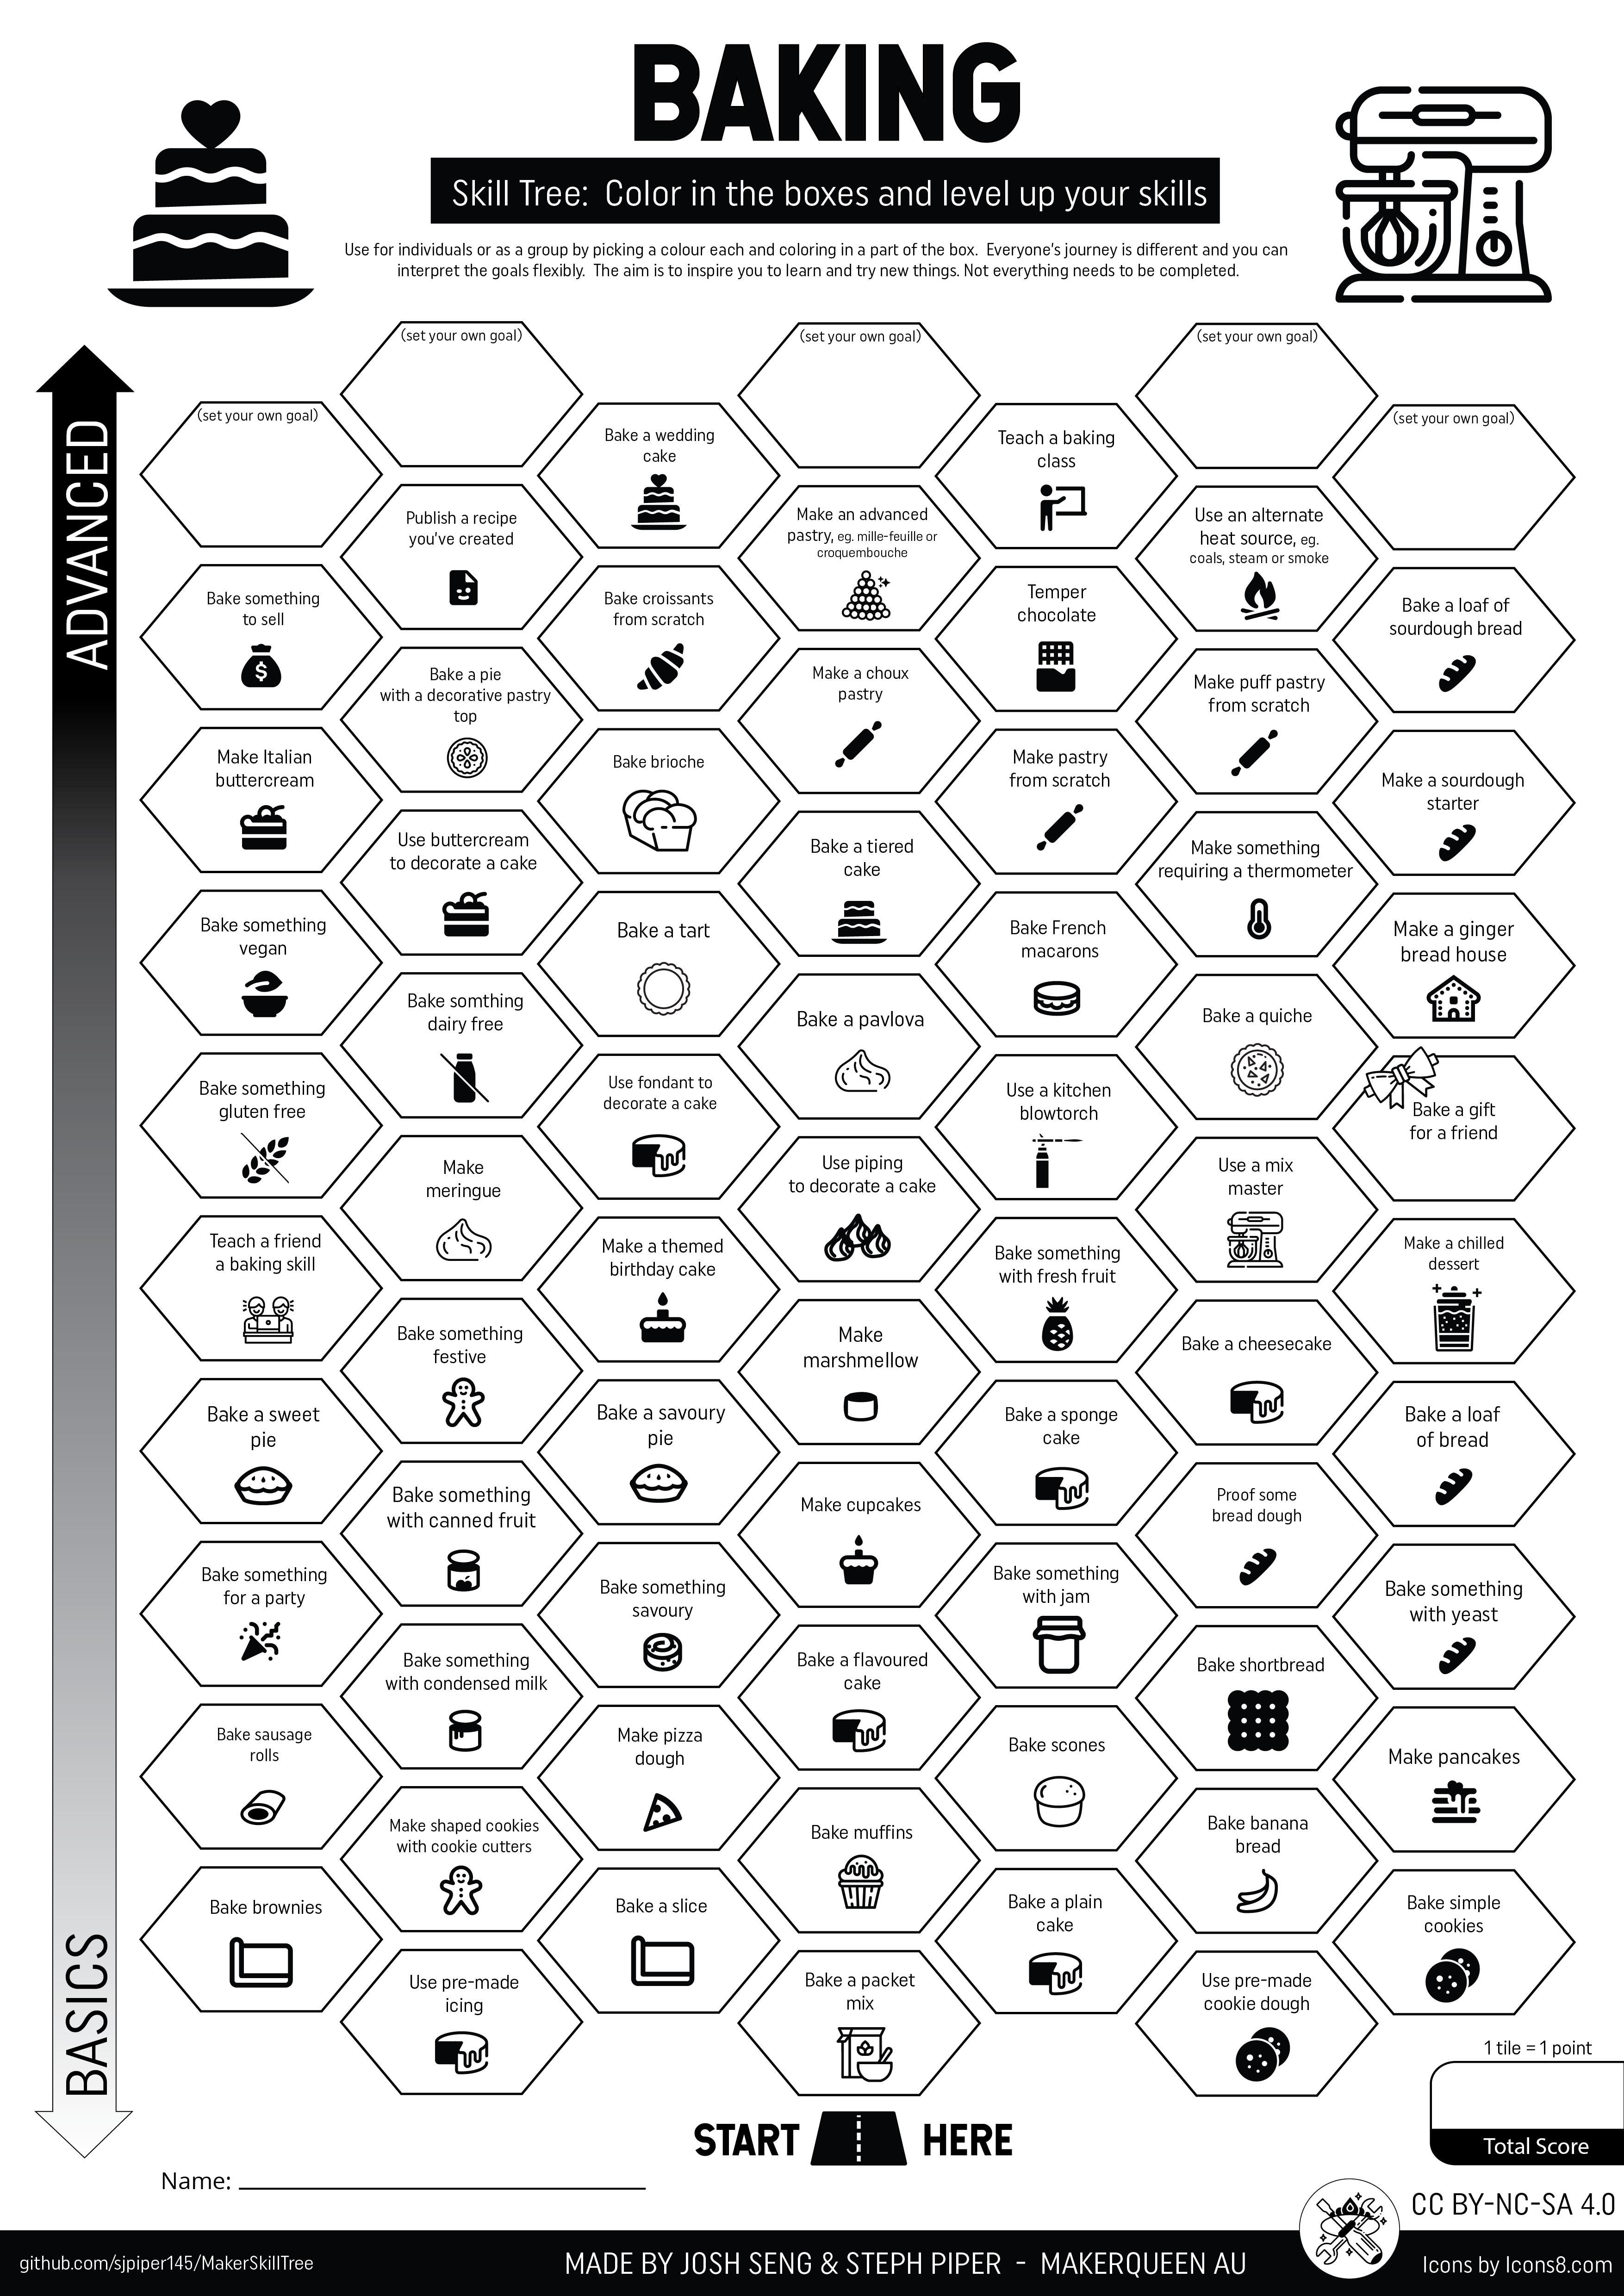 BAKING
Skill Tree:  Color in the boxes and level up your skills
Use for individuals or as a group by picking a colour each and coloring in a part of the box.  Everyone's journey is different and you can
interpret the goals flexibly.  The aim is to inspire you to learn and try new things. Not everything needs to be completed.
ADVANCED
(set your own goal)
(set your own goal)
(set your own goal)
(set your own goal)
(set your own goal)
Bake a wedding
cake
Teach a baking
class
Publish a recipe
you've created
Make an advanced
pastry, eg. mille-feuille or
croquembouche
Use an alternate
heat source, eg.
coals, steam or smoke
Bake something
to sell
Bake croissants
from scratch
Temper
chocolate
Bake a loaf of
sourdough bread
Bake a pie
with a decorative pastry
top
Make a choux
pastry
Make puff pastry
from scratch
Make Italian
buttercream
Bake brioche
Make pastry
from scratch
Make a sourdough
starter
Use buttercream
to decorate a cake
Bake a tiered
cake
Make something
requiring a thermometer
Bake something
vegan
Bake a tart
Bake French
macarons
Make a ginger
bread house
Bake somthing
dairy free
Bake a pavlova
Bake a quiche
Bake something
gluten free
Use fondant to
decorate a cake
Use a kitchen
blowtorch
Bake a gift
for a friend
Make
meringue
Use piping
to decorate a cake
Use a mix
master
Teach a friend
a baking skill
Make a themed
birthday cake
Bake something
with fresh fruit
Make a chilled
dessert
Bake something
festive
Make
marshmellow
Bake a cheesecake
Bake a sweet
pie
Bake a savoury
pie
Bake a sponge
cake
Bake a loaf
of bread
Bake something
with canned fruit
Make cupcakes
Proof some
bread dough
Bake something
for a party
Bake something
savoury
Bake something
with jam
Bake something
with yeast
Bake something
with condensed milk
Bake a flavoured
cake
Bake shortbread
Bake sausage
rolls
Make pizza
dough
Bake scones
Make pancakes
Make shaped cookies
with cookie cutters
Bake muffins
Bake banana
bread
Bake brownies
Bake a slice
Bake a plain
cake
Bake simple
cookies
Use pre-made
icing
Bake a packet
mix
Use pre-made
cookie dough
BASICS
1 tile = 1 point
Total Score
START HERE
Name:
CC BY-NC-SA 4.0
github.com/sjpiper145/MakerSkillTree
MADE BY JOSH SENG & STEPH PIPER  -  MAKERQUEEN AU
Icons by Icons8.com